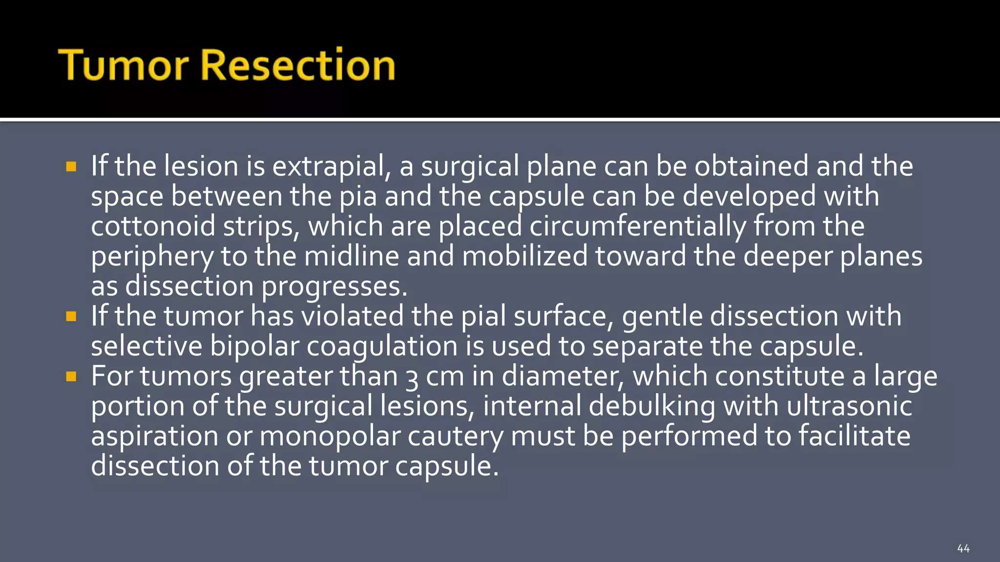 Tumor Resection
If the lesion is extrapial, a surgical plane can be obtained and the
space between the pia and the capsule can be developed with
cottonoid strips, which are placed circumferentially from the
periphery to the midline and mobilized toward the deeper planes
as dissection progresses.
If the tumor has violated the pial surface, gentle dissection with
selective bipolar coagulation is used to separate the capsule.
For tumors greater than 3 cm in diameter, which constitute a large
portion of the surgical lesions, internal debulking with ultrasonic
aspiration or monopolar cautery must be performed to facilitate
dissection of the tumor capsule.
44